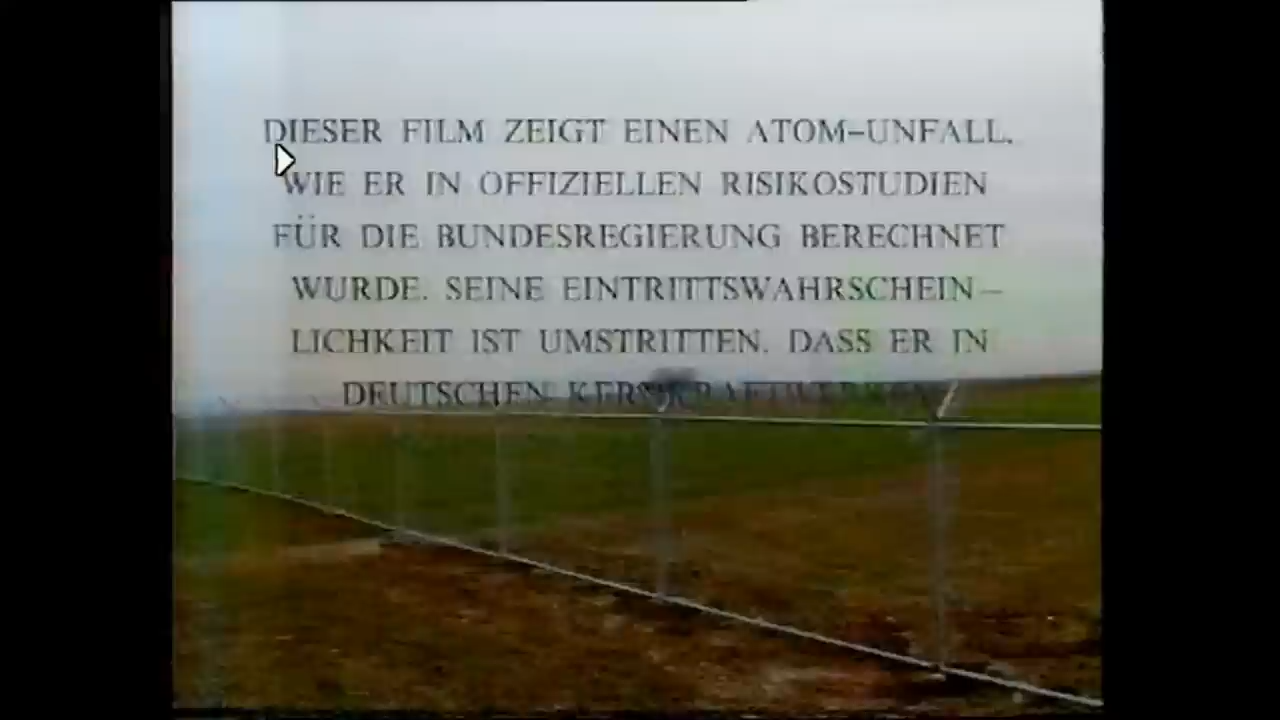 DIESER FILM ZEIGT EINEN ATOM-UNFALL,
WIE ER IN OFFIZIELLEN RISIKOSTUDIEN
FÜR DIE BUNDESREGIERUNG BERECHNET
WURDE. SEINE EINTRITTSWAHRSCHEIN-
LICHKEIT IST UMSTRITTEN. DASS ER IN
DEUTSCHEN KERNKRAFTWERKEN